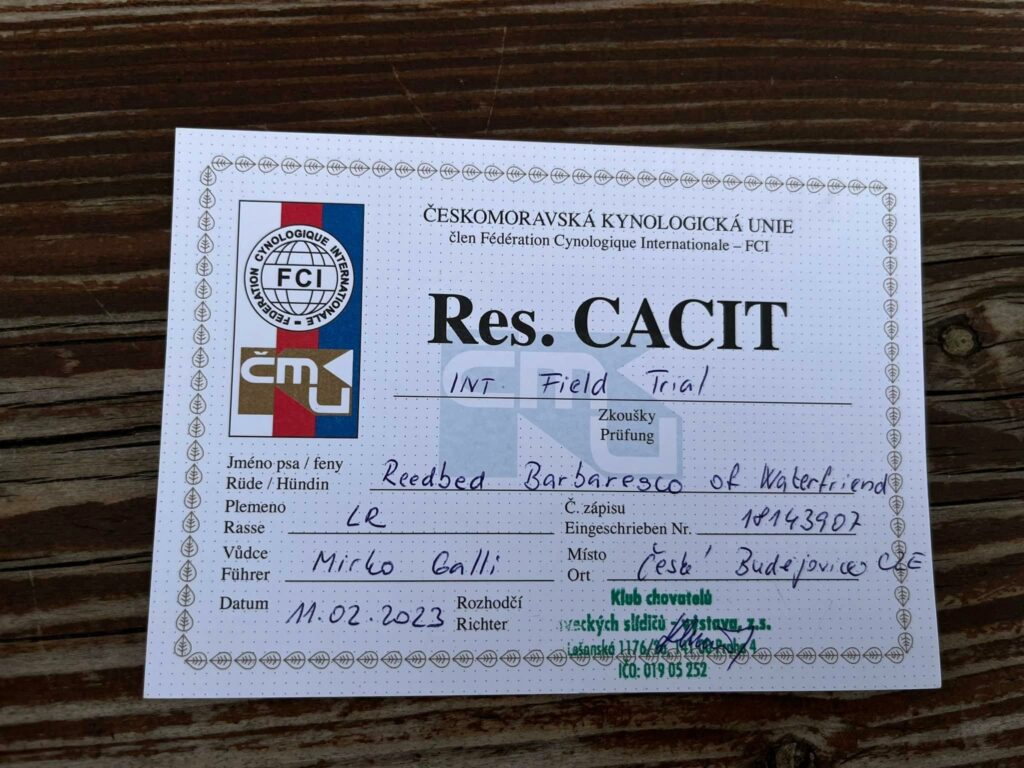 FEDERATION CYNOLOGIQUE INTERNATIONALE –
FCI
čmku
ČESKOMORAVSKÁ KYNOLOGICKÁ UNIE
člen Fédération Cynologique Internationale – FCI
Res. CACIT
INT Field Trial
Zkoušky
Prüfung
Jméno psa / feny
Rüde / Hündin
Reedbed Barbaresco of Waterfriend
Plemeno
Rasse
LR
Č. zápisu
Eingeschrieben Nr.
18143907
Vůdce
Führer
Mirko Galli
Místo
Ort
České Budějovice CZE
Datum
11.02.2023
Rozhodčí
Richter
Klub chovatelů
výstava, z.s.
Praha 4
IČO: 019 05 252